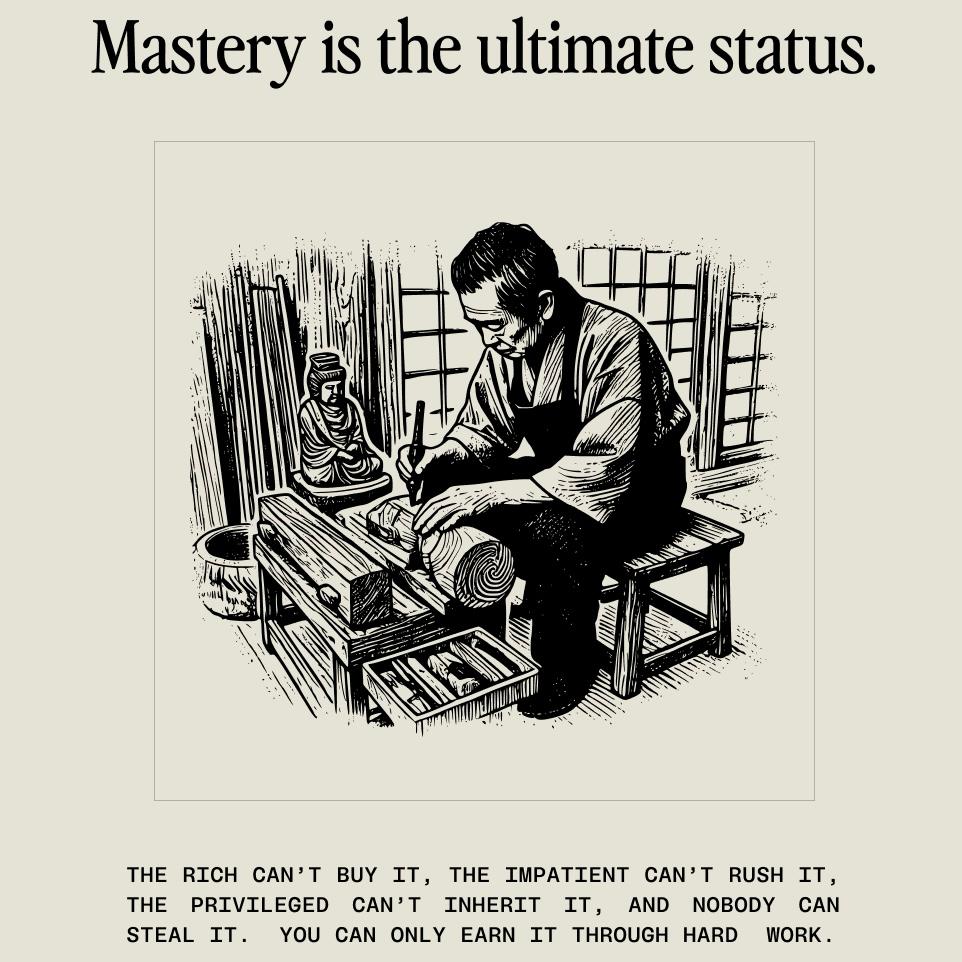 Mastery is the ultimate status.
THE RICH CAN’T BUY IT, THE IMPATIENT CAN’T RUSH IT,
THE PRIVILEGED CAN’T INHERIT IT, AND NOBODY CAN
STEAL IT. YOU CAN ONLY EARN IT THROUGH HARD WORK.